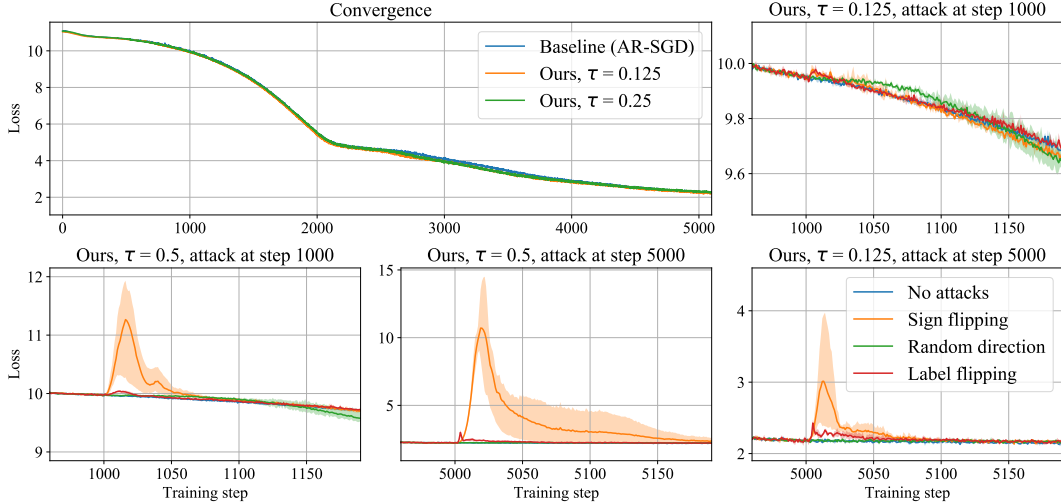 Convergence
Loss
10
8
6
4
2
0
1000
2000
3000
4000
5000
Baseline (AR-SGD)
Ours, τ = 0.125
Ours, τ = 0.25
Ours, τ = 0.125, attack at step 1000
10.0
9.8
9.6
1000
1050
1100
1150
Ours, τ = 0.5, attack at step 1000
Loss
12
11
10
9
1000
1050
1100
1150
Training step
Ours, τ = 0.5, attack at step 5000
15
10
5
5000
5050
5100
5150
Training step
Ours, τ = 0.125, attack at step 5000
4
3
2
5000
5050
5100
5150
Training step
No attacks
Sign flipping
Random direction
Label flipping